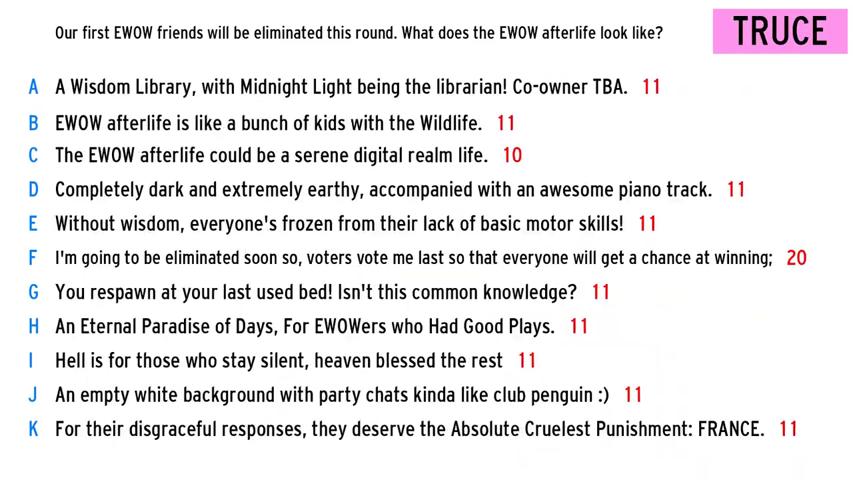 Our first EWOW friends will be eliminated this round. What does the EWOW afterlife look like?
TRUCE
A A Wisdom Library, with Midnight Light being the librarian! Co-owner TBA. 11
B EWOW afterlife is like a bunch of kids with the Wildlife. 11
C The EWOW afterlife could be a serene digital realm life. 10
D Completely dark and extremely earthy, accompanied with an awesome piano track. 11
E Without wisdom, everyone's frozen from their lack of basic motor skills! 11
F I'm going to be eliminated soon so, voters vote me last so that everyone will get a chance at winning; 20
G You respawn at your last used bed! Isn't this common knowledge? 11
H An Eternal Paradise of Days, For EWOWers who Had Good Plays. 11
I Hell is for those who stay silent, heaven blessed the rest 11
J An empty white background with party chats kinda like club penguin :) 11
K For their disgraceful responses, they deserve the Absolute Cruelest Punishment: FRANCE. 11